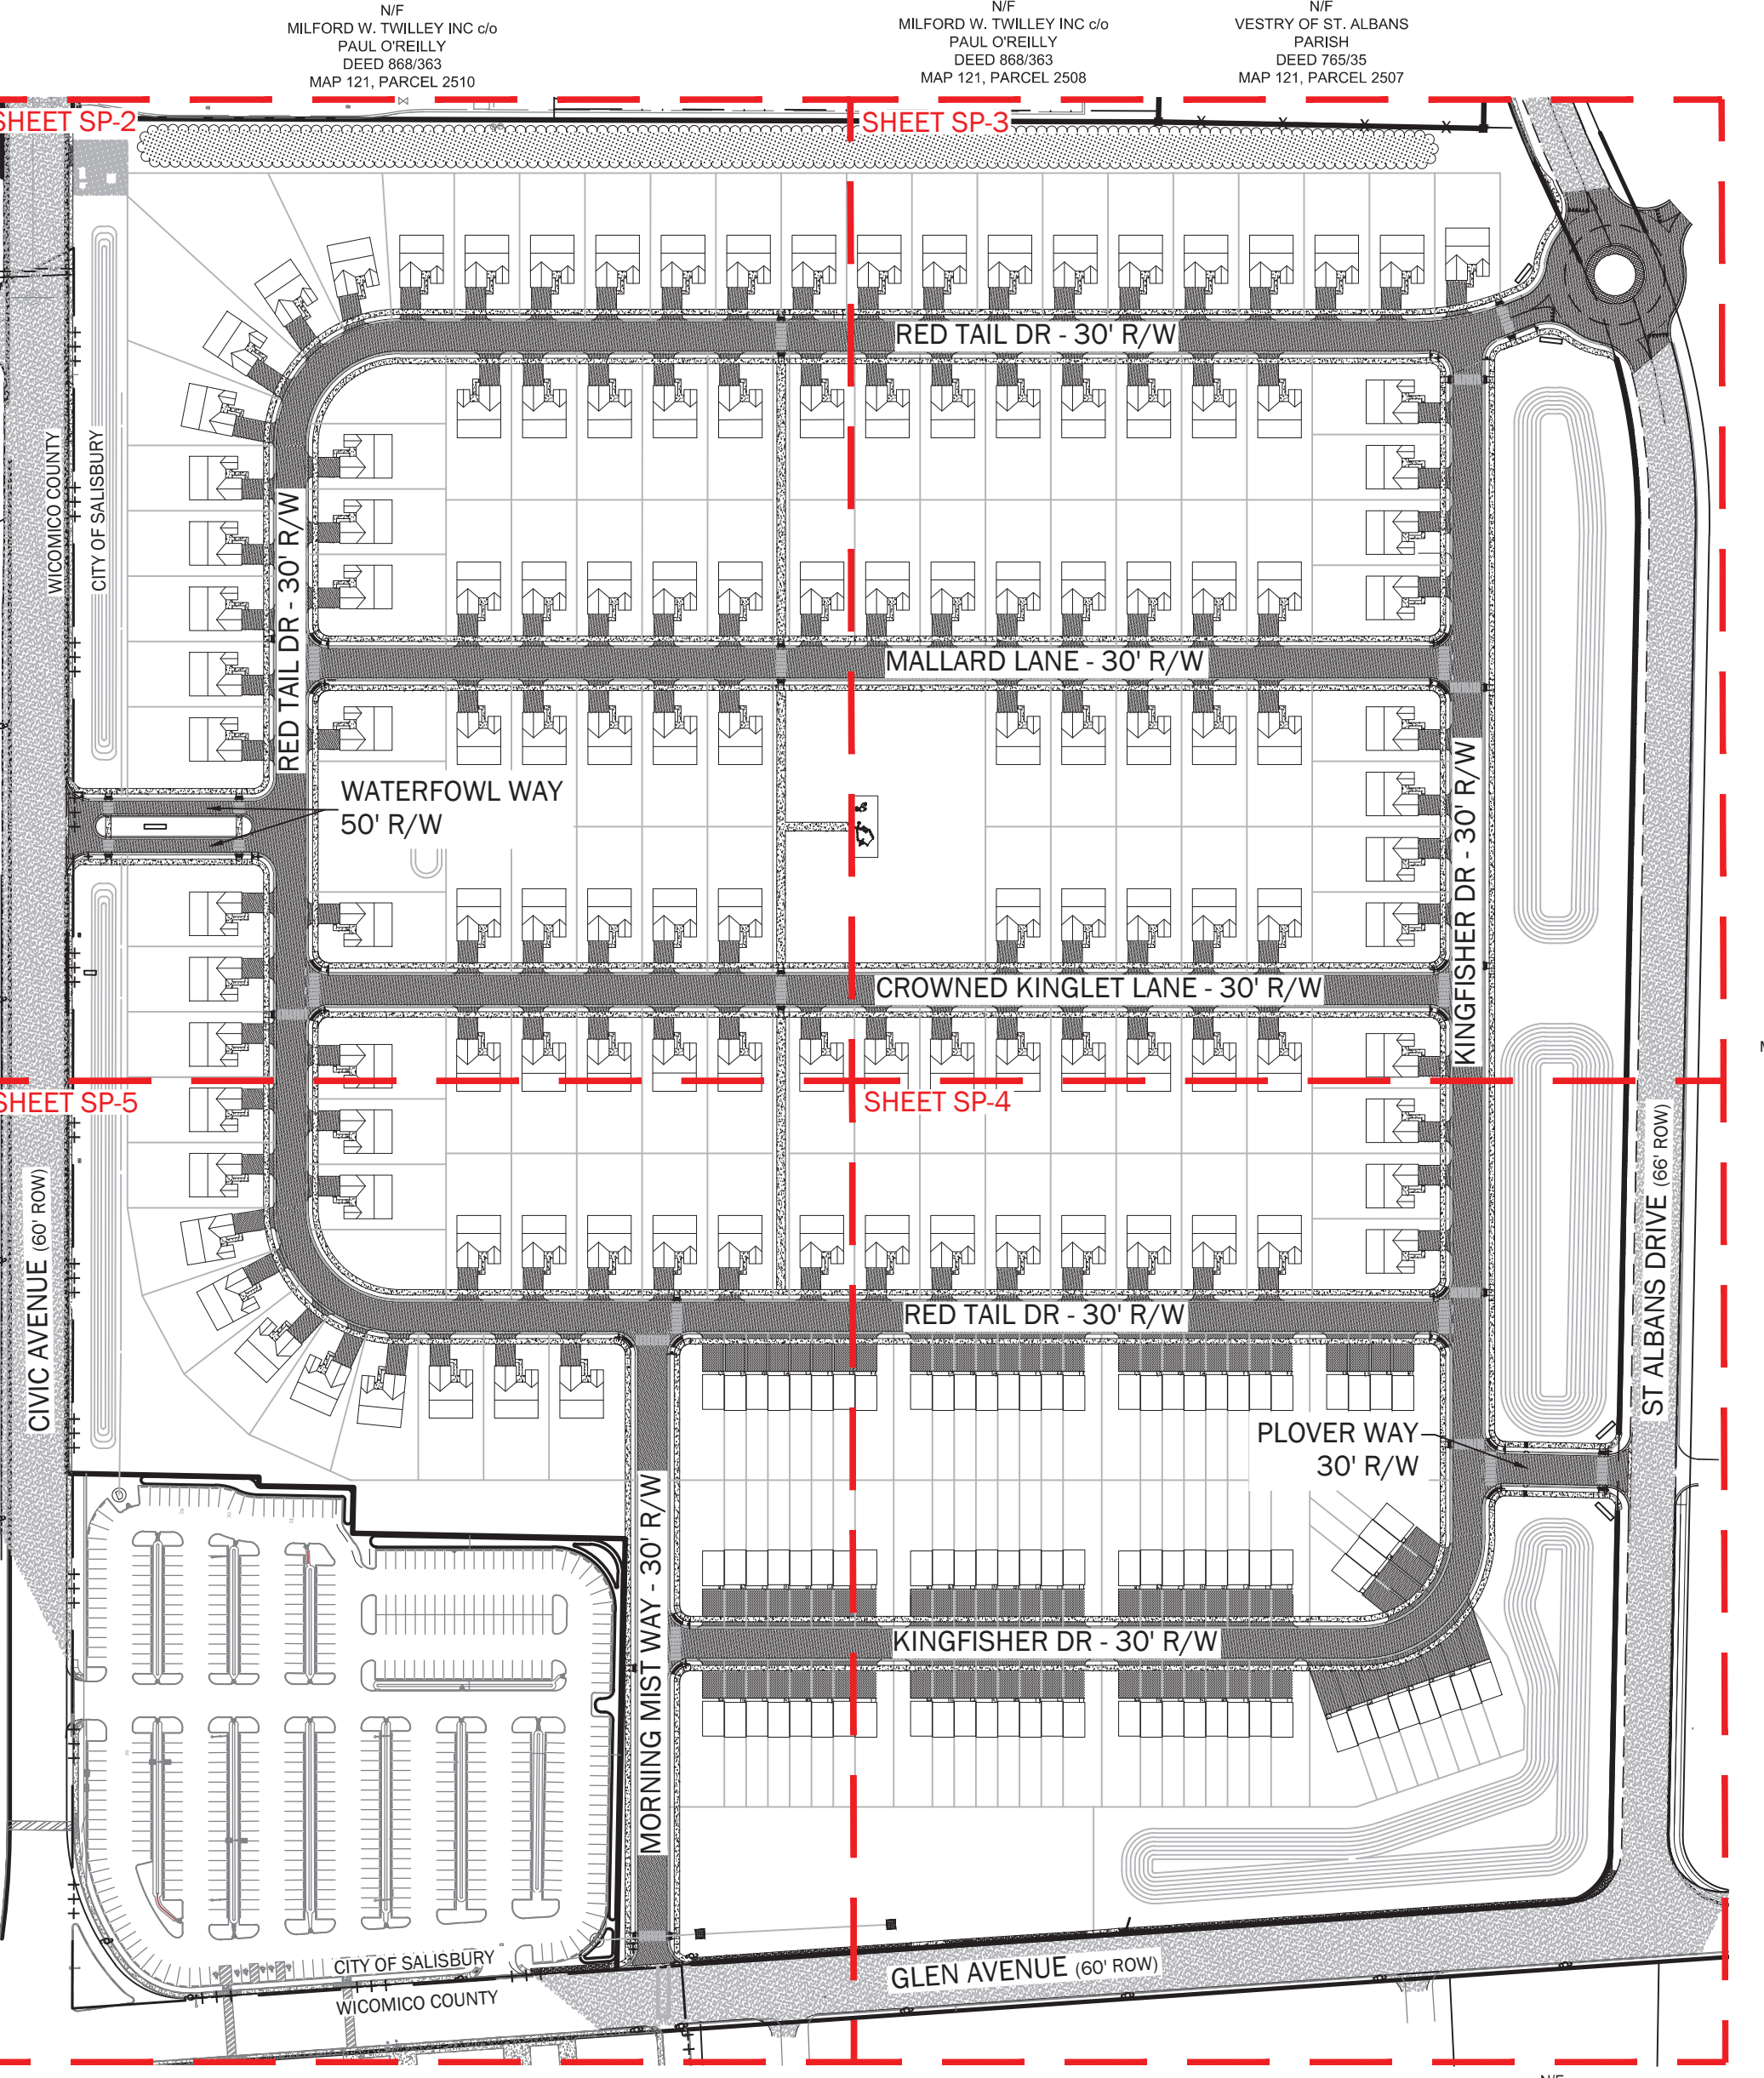 N/F
MILFORD W. TWILLEY INC c/o
PAUL O'REILLY
DEED 868/363
MAP 121, PARCEL 2510
N/F
MILFORD W. TWILLEY INC c/o
PAUL O'REILLY
DEED 868/363
MAP 121, PARCEL 2508
N/F
VESTRY OF ST. ALBANS
PARISH
DEED 765/35
MAP 121, PARCEL 2507
SHEET SP-2
SHEET SP-3
RED TAIL DR - 30' R/W
WICOMICO COUNTY
CITY OF SALISBURY
RED TAIL DR - 30' R/W
MALLARD LANE - 30' R/W
WATERFOWL WAY
50' R/W
KINGFISHER DR - 30' R/W
CROWNED KINGLET LANE - 30' R/W
SHEET SP-5
SHEET SP-4
CIVIC AVENUE (60' ROW)
ST ALBANS DRIVE (66' ROW)
RED TAIL DR - 30' R/W
PLOVER WAY
30' R/W
MORNING MIST WAY - 30' R/W
KINGFISHER DR - 30' R/W
CITY OF SALISBURY
WICOMICO COUNTY
GLEN AVENUE (60' ROW)
N/F